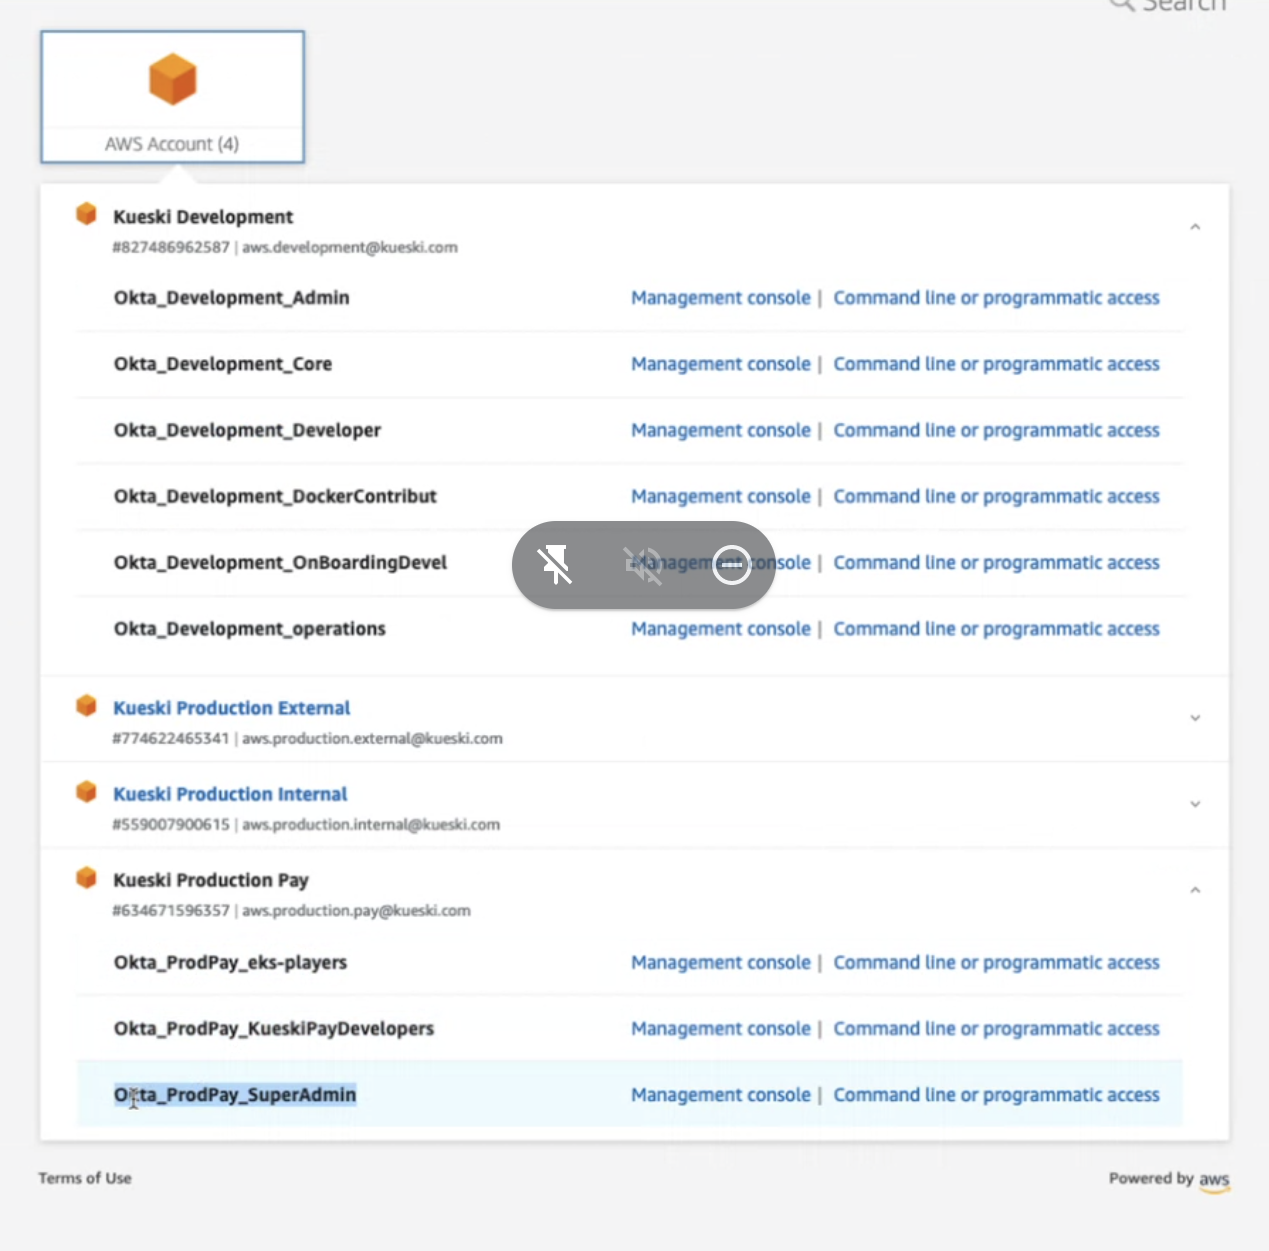 Search
AWS Account (4)
Kueski Development
#827486962587 | aws.development@kueski.com
Okta_Development_Admin Management console | Command line or programmatic access
Okta_Development_Core Management console | Command line or programmatic access
Okta_Development_Developer Management console | Command line or programmatic access
Okta_Development_DockerContribut Management console | Command line or programmatic access
Okta_Development_OnBoardingDevel Management console | Command line or programmatic access
Okta_Development_operations Management console | Command line or programmatic access
Kueski Production External
#774622465341 | aws.production.external@kueski.com
Kueski Production Internal
#559007900615 | aws.production.internal@kueski.com
Kueski Production Pay
#634671596357 | aws.production.pay@kueski.com
Okta_ProdPay_eks-players Management console | Command line or programmatic access
Okta_ProdPay_KueskiPayDevelopers Management console | Command line or programmatic access
Okta_ProdPay_SuperAdmin Management console | Command line or programmatic access
Terms of Use Powered by aws